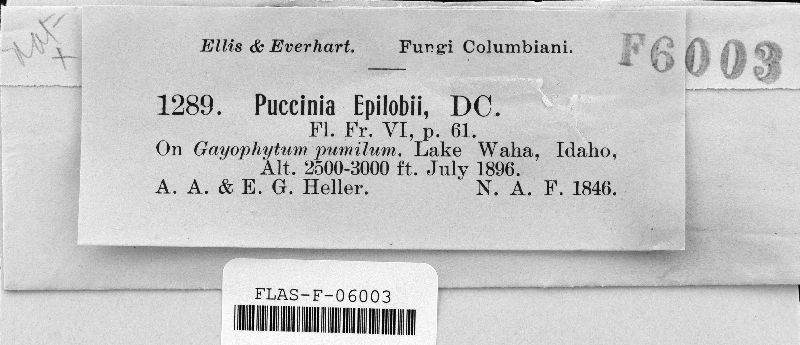 Ellis & Everhart. Fungi Columbiani.
F6003
1289. Puccinia Epilobii, DC.
Fl. Fr. VI, p. 61.
On Gayophytum pumilum, Lake Waha, Idaho,
Alt. 2500-3000 ft. July 1896.
A. A. & E. G. Heller. N. A. F. 1846.
FLAS-F-06003